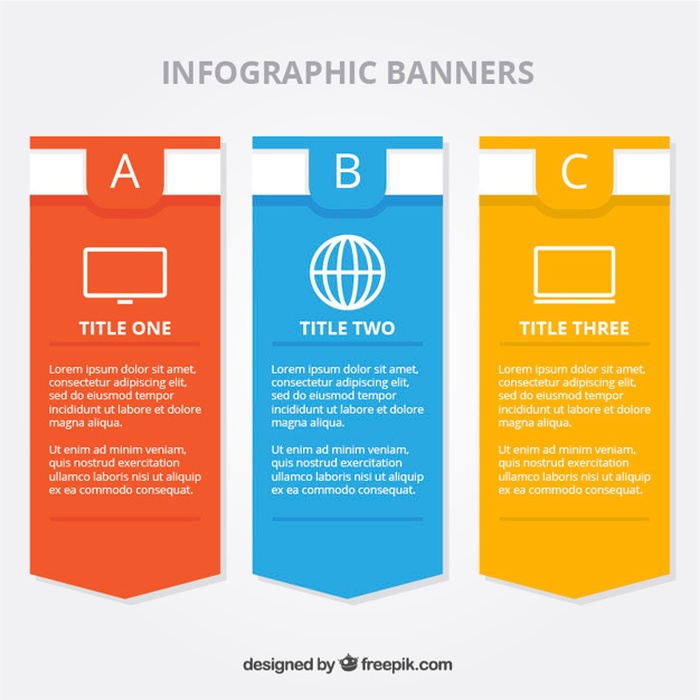 INFOGRAPHIC BANNERS
A
TITLE ONE
Lorem ipsum dolor sit amet,
consectetur adipiscing elit,
sed do eiusmod tempor
incididunt ut labore et dolore
magna aliqua.
Ut enim ad minim veniam,
quis nostrud exercitation
ullamco laboris nisi ut aliquip
ex ea commodo consequat.
B
TITLE TWO
Lorem ipsum dolor sit amet,
consectetur adipiscing elit,
sed do eiusmod tempor
incididunt ut labore et dolore
magna aliqua.
Ut enim ad minim veniam,
quis nostrud exercitation
ullamco laboris nisi ut aliquip
ex ea commodo consequat.
C
TITLE THREE
Lorem ipsum dolor sit amet,
consectetur adipiscing elit,
sed do eiusmod tempor
incididunt ut labore et dolore
magna aliqua.
Ut enim ad minim veniam,
quis nostrud exercitation
ullamco laboris nisi ut aliquip
ex ea commodo consequat.
designed by freepik.com